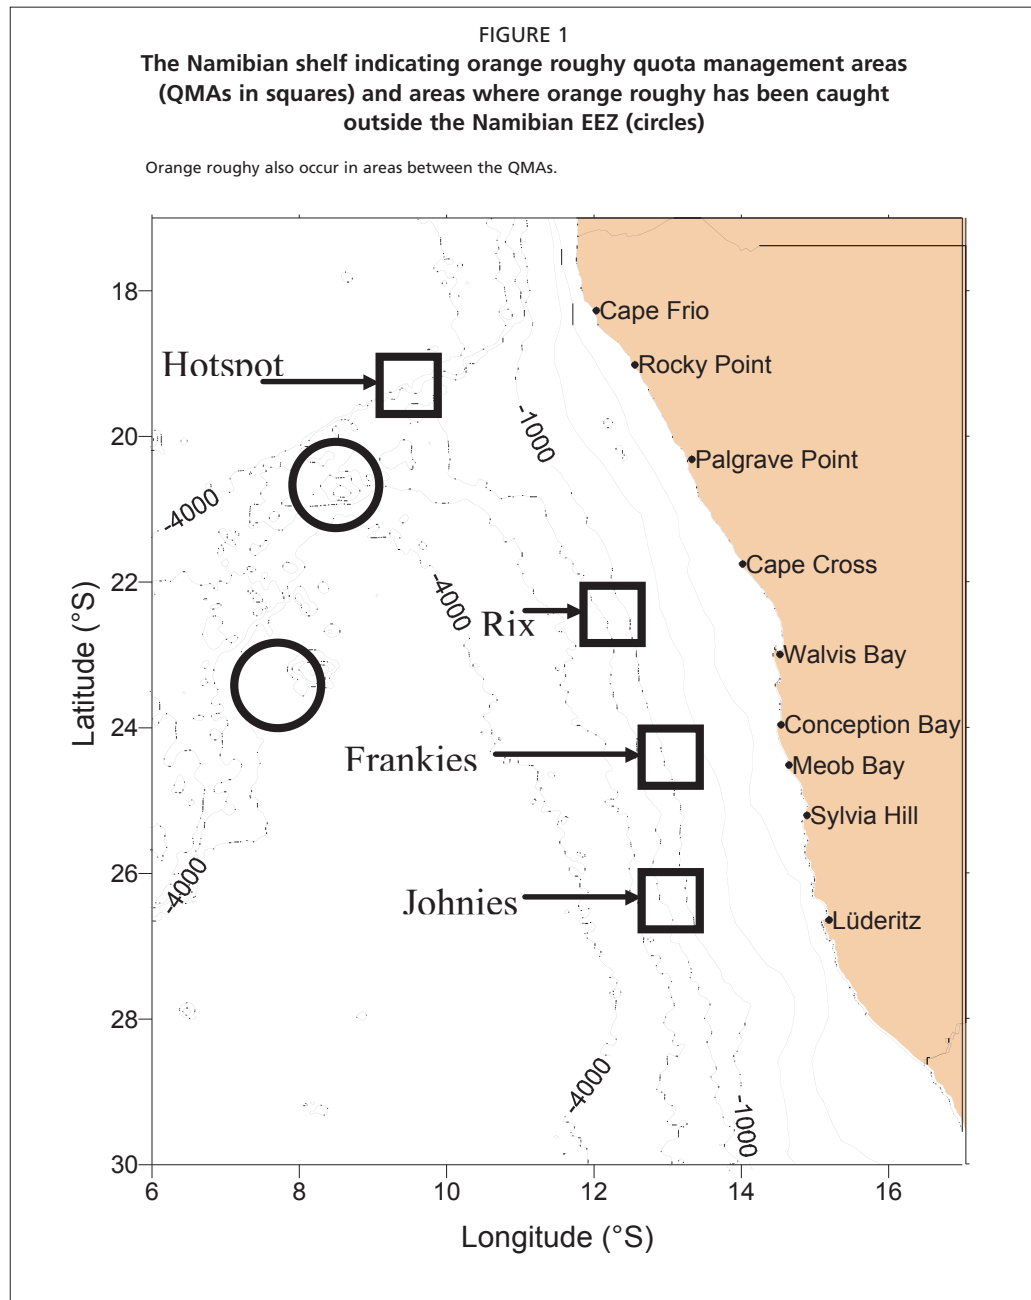 FIGURE 1
The Namibian shelf indicating orange roughy quota management areas
(QMAs in squares) and areas where orange roughy has been caught
outside the Namibian EEZ (circles)
Orange roughy also occur in areas between the QMAs.
18
Cape Frio
Hotspot
Rocky Point
-1000
20
Palgrave Point
-4000
Cape Cross
22
-4000
Rix
Latitude (°S)
Walvis Bay
24
Conception Bay
Frankies
Meob Bay
Sylvia Hill
26
-4000
Johnies
Lüderitz
28
-4000
-1000
30
6
8
10
12
14
16
Longitude (°S)